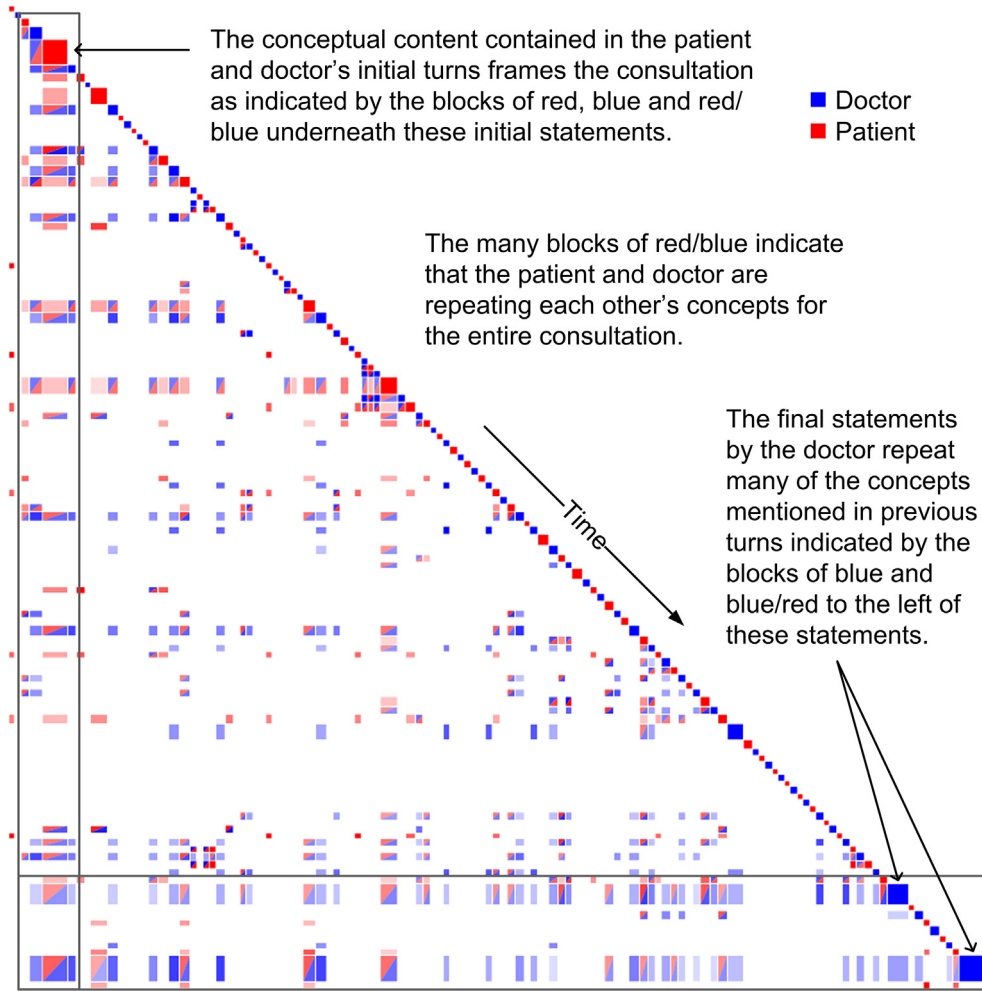 The conceptual content contained in the patient
and doctor's initial turns frames the consultation
as indicated by the blocks of red, blue and red/
blue underneath these initial statements.
Doctor
Patient
The many blocks of red/blue indicate
that the patient and doctor are
repeating each other's concepts for
the entire consultation.
The final statements
by the doctor repeat
many of the concepts
mentioned in previous
turns indicated by the
blocks of blue and
blue/red to the left of
these statements.
Time